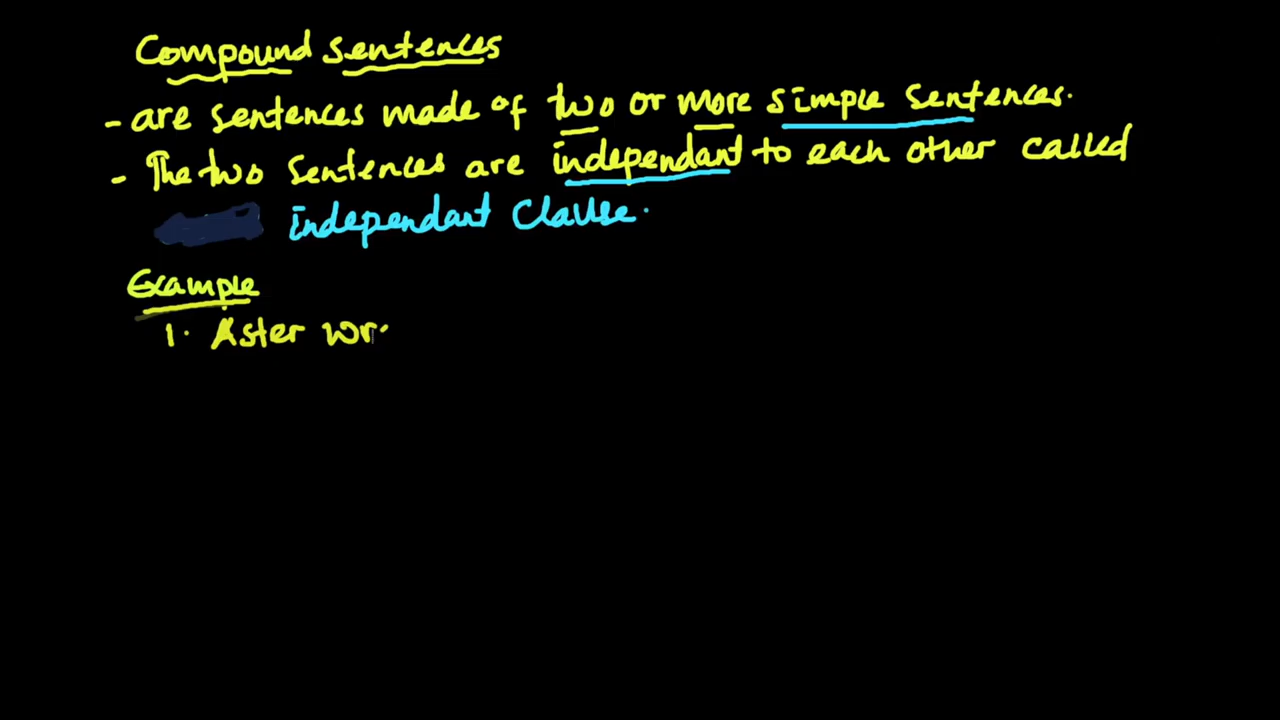 Compound sentences
- are sentences made of two or more simple sentences.
- The two sentences are independant to each other called
independant Clause.
Example
1. Aster wr